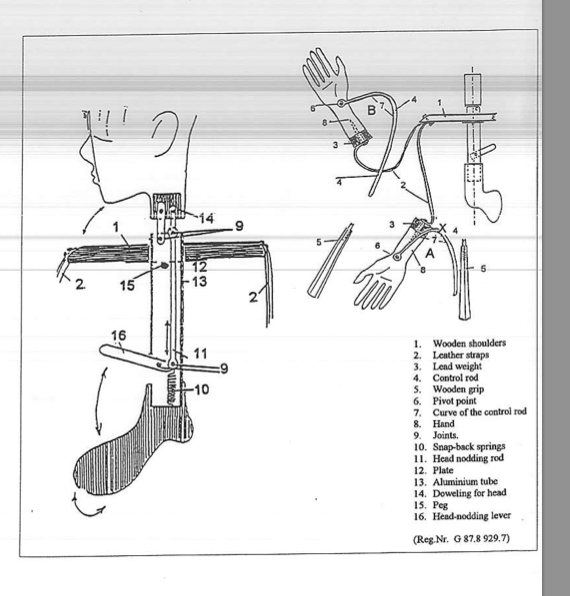 6
B
7
4
1
8
3
4
2
14
9
1
3
X
4
5
7
6
A
5
12
2
15
13
8
2
16
11
9
10
1. Wooden shoulders
2. Leather straps
3. Lead weight
4. Control rod
5. Wooden grip
6. Pivot point
7. Curve of the control rod
8. Hand
9. Joints.
10. Snap-back springs
11. Head nodding rod
12. Plate
13. Aluminium tube
14. Doweling for head
15. Peg
16. Head-nodding lever
(Reg.Nr. G 87.8 929.7)